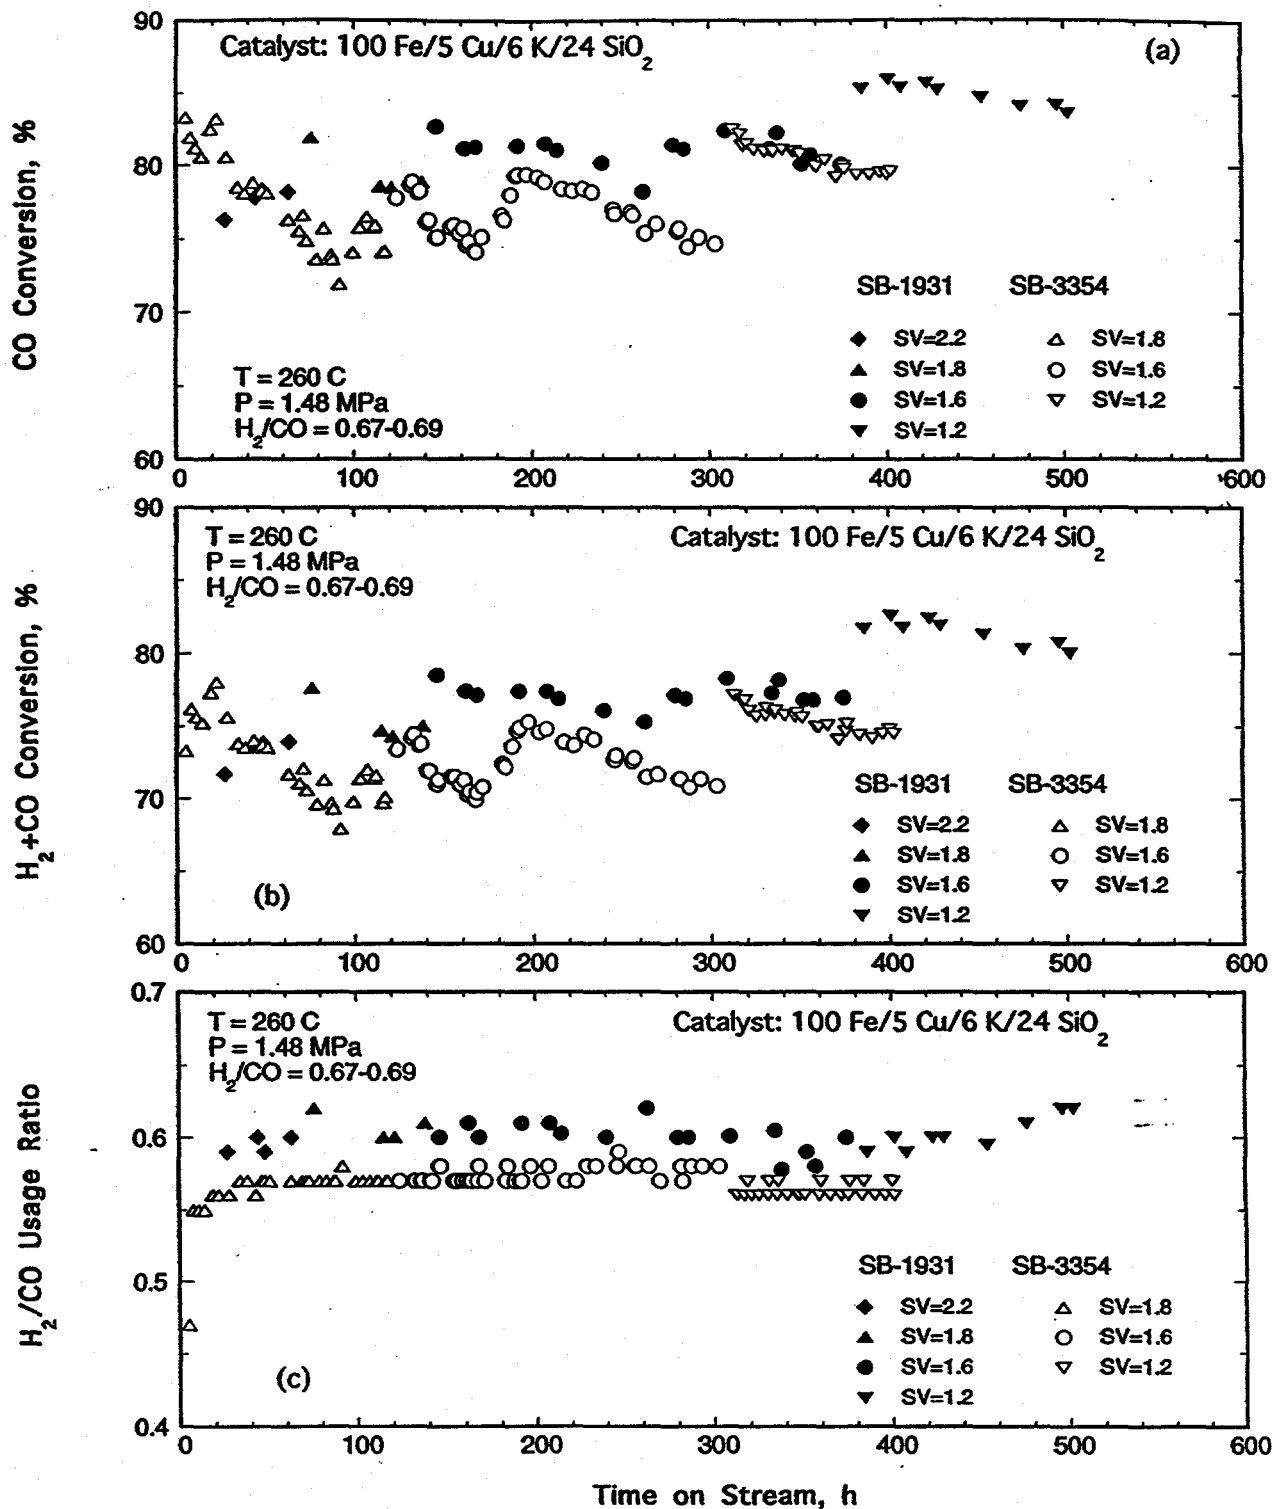 90
Catalyst: 100 Fe/5 Cu/6 K/24 SiO2
(a)
80
CO Conversion, %
70
SB-1931 SB-3354
SV=2.2 SV=1.8
SV=1.8 SV=1.6
SV=1.6 SV=1.2
SV=1.2
T = 260 C
P = 1.48 MPa
H2/CO = 0.67-0.69
60
0 100 200 300 400 500 600
90
T = 260 C
P = 1.48 MPa
H2/CO = 0.67-0.69
Catalyst: 100 Fe/5 Cu/6 K/24 SiO2
80
H2+CO Conversion, %
70
SB-1931 SB-3354
SV=2.2 SV=1.8
SV=1.8 SV=1.6
SV=1.6 SV=1.2
SV=1.2
(b)
60
0 100 200 300 400 500 600
0.7
T = 260 C
P = 1.48 MPa
H2/CO = 0.67-0.69
Catalyst: 100 Fe/5 Cu/6 K/24 SiO2
0.6
H2/CO Usage Ratio
0.5
SB-1931 SB-3354
SV=2.2 SV=1.8
SV=1.8 SV=1.6
SV=1.6 SV=1.2
SV=1.2
(c)
0.4
0 100 200 300 400 500 600
Time on Stream, h